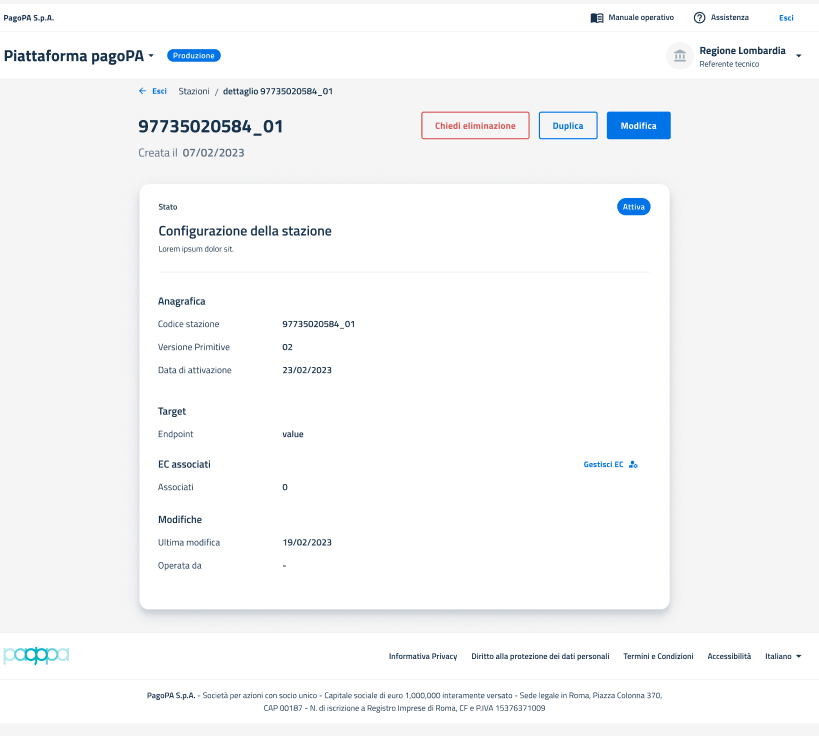 PagoPA S.p.A.
Manuale operativo
Assistenza
Esci
Piattaforma pagoPA
Produzione
Regione Lombardia
Referente tecnico
Esci
Stazioni / dettaglio 97735020584_01
97735020584_01
Chiedi eliminazione
Duplica
Modifica
Creata il 07/02/2023
Stato
Attiva
Configurazione della stazione
Lorem ipsum dolor sit.
Anagrafica
Codice stazione 97735020584_01
Versione Primitive 02
Data di attivazione 23/02/2023
Target
Endpoint value
EC associati
Gestisci EC
Associati 0
Modifiche
Ultima modifica 19/02/2023
Operata da -
pagopa
Informativa Privacy
Diritto alla protezione dei dati personali
Termini e Condizioni
Accessibilità
Italiano
PagoPA S.p.A. - Società per azioni con socio unico - Capitale sociale di euro 1,000,000 interamente versato - Sede legale in Roma, Piazza Colonna 370,
CAP 00187 - N. di iscrizione a Registro Imprese di Roma, CF e P.IVA 15376371009